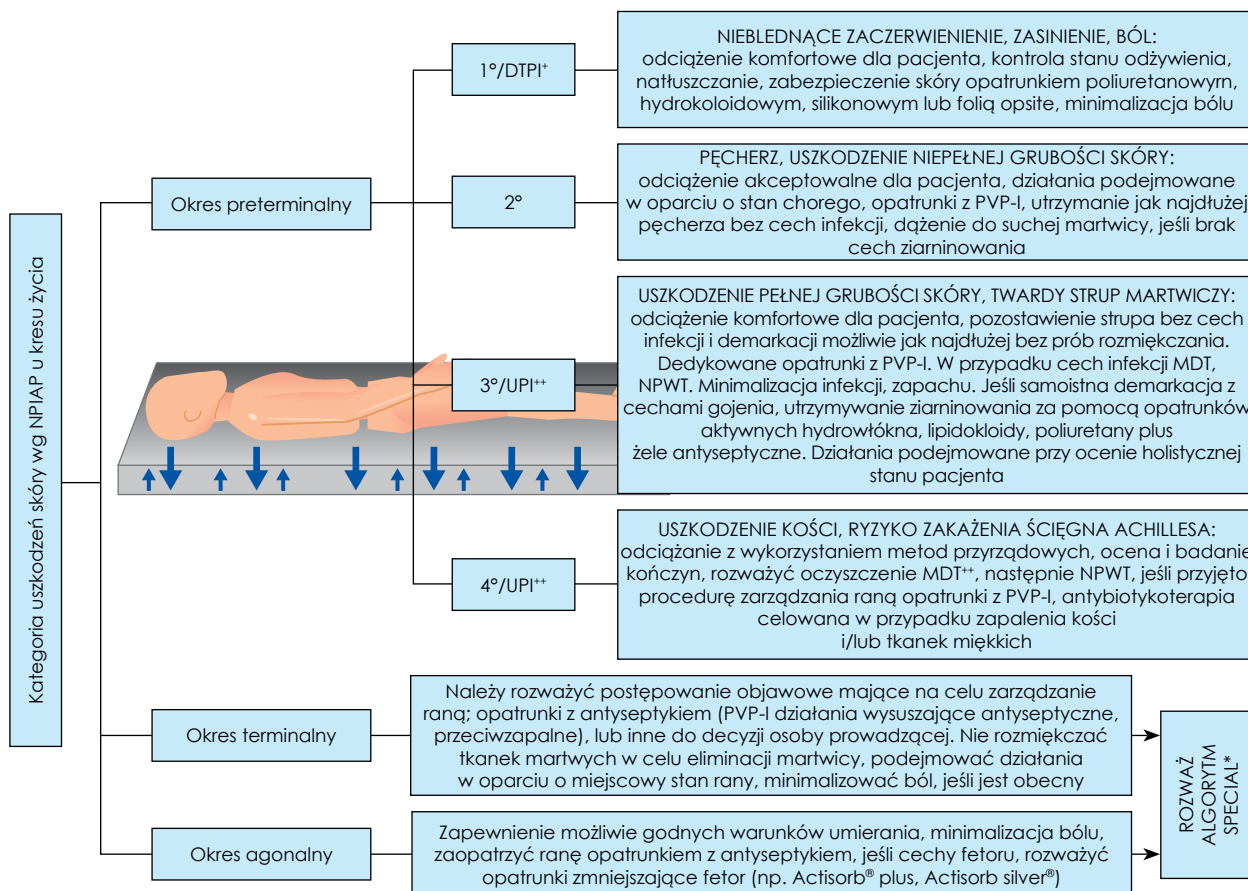 Kategoria uszkodzeń skóry wg NPIAP u kresu życia
Okres preterminalny
1°/DTPI⁺
NIEBLEDNĄCE ZACZERWIENIENIE, ZASINIENIE, BÓL:
odciążenie komfortowe dla pacjenta, kontrola stanu odżywienia,
natłuszczanie, zabezpieczenie skóry opatrunkiem poliuretanowym,
hydrokoloidowym, silikonowym lub folią opsite, minimalizacja bólu
2°
PĘCHERZ, USZKODZENIE NIEPEŁNEJ GRUBOŚCI SKÓRY:
odciążenie akceptowalne dla pacjenta, działania podejmowane
w oparciu o stan chorego, opatrunki z PVP-I, utrzymanie jak najdłużej
pęcherza bez cech infekcji, dążenie do suchej martwicy, jeśli brak
cech ziarninowania
3°/UPI⁺⁺
USZKODZENIE PEŁNEJ GRUBOŚCI SKÓRY, TWARDY STRUP MARTWICZY:
odciążenie komfortowe dla pacjenta, pozostawienie strupa bez cech
infekcji i demarkacji możliwie jak najdłużej bez prób rozmiękczania.
Dedykowane opatrunki z PVP-I. W przypadku cech infekcji MDT,
NPWT. Minimalizacja infekcji, zapachu. Jeśli samoistna demarkacja z
cechami gojenia, utrzymywanie ziarninowania za pomocą opatrunków
aktywnych hydrowłókna, lipidokloidy, poliuretany plus
żele antyseptyczne. Działania podejmowane przy ocenie holistycznej
stanu pacjenta
4°/UPI⁺⁺
USZKODZENIE KOŚCI, RYZYKO ZAKAŻENIA ŚCIĘGNA ACHILLESA:
odciążanie z wykorzystaniem metod przyrządowych, ocena i badanie
kończyn, rozważyć oczyszczenie MDT⁺⁺, następnie NPWT, jeśli przyjęto
procedurę zarządzania raną opatrunki z PVP-I, antybiotykoterapia
celowana w przypadku zapalenia kości
i/lub tkanek miękkich
Okres terminalny
Należy rozważyć postępowanie objawowe mające na celu zarządzanie
raną; opatrunki z antyseptykiem (PVP-I działania wysuszające antyseptyczne,
przeciwzapalne), lub inne do decyzji osoby prowadzącej. Nie rozmiękczać
tkanek martwych w celu eliminacji martwicy, podejmować działania
w oparciu o miejscowy stan rany, minimalizować ból, jeśli jest obecny
Okres agonalny
Zapewnienie możliwie godnych warunków umierania, minimalizacja bólu,
zaopatrzyć ranę opatrunkiem z antyseptykiem, jeśli cechy fetoru, rozważyć
opatrunki zmniejszające fetor (np. Actisorb® plus, Actisorb silver®)
ROZWAŻ
ALGORYTM
SPECIAL*